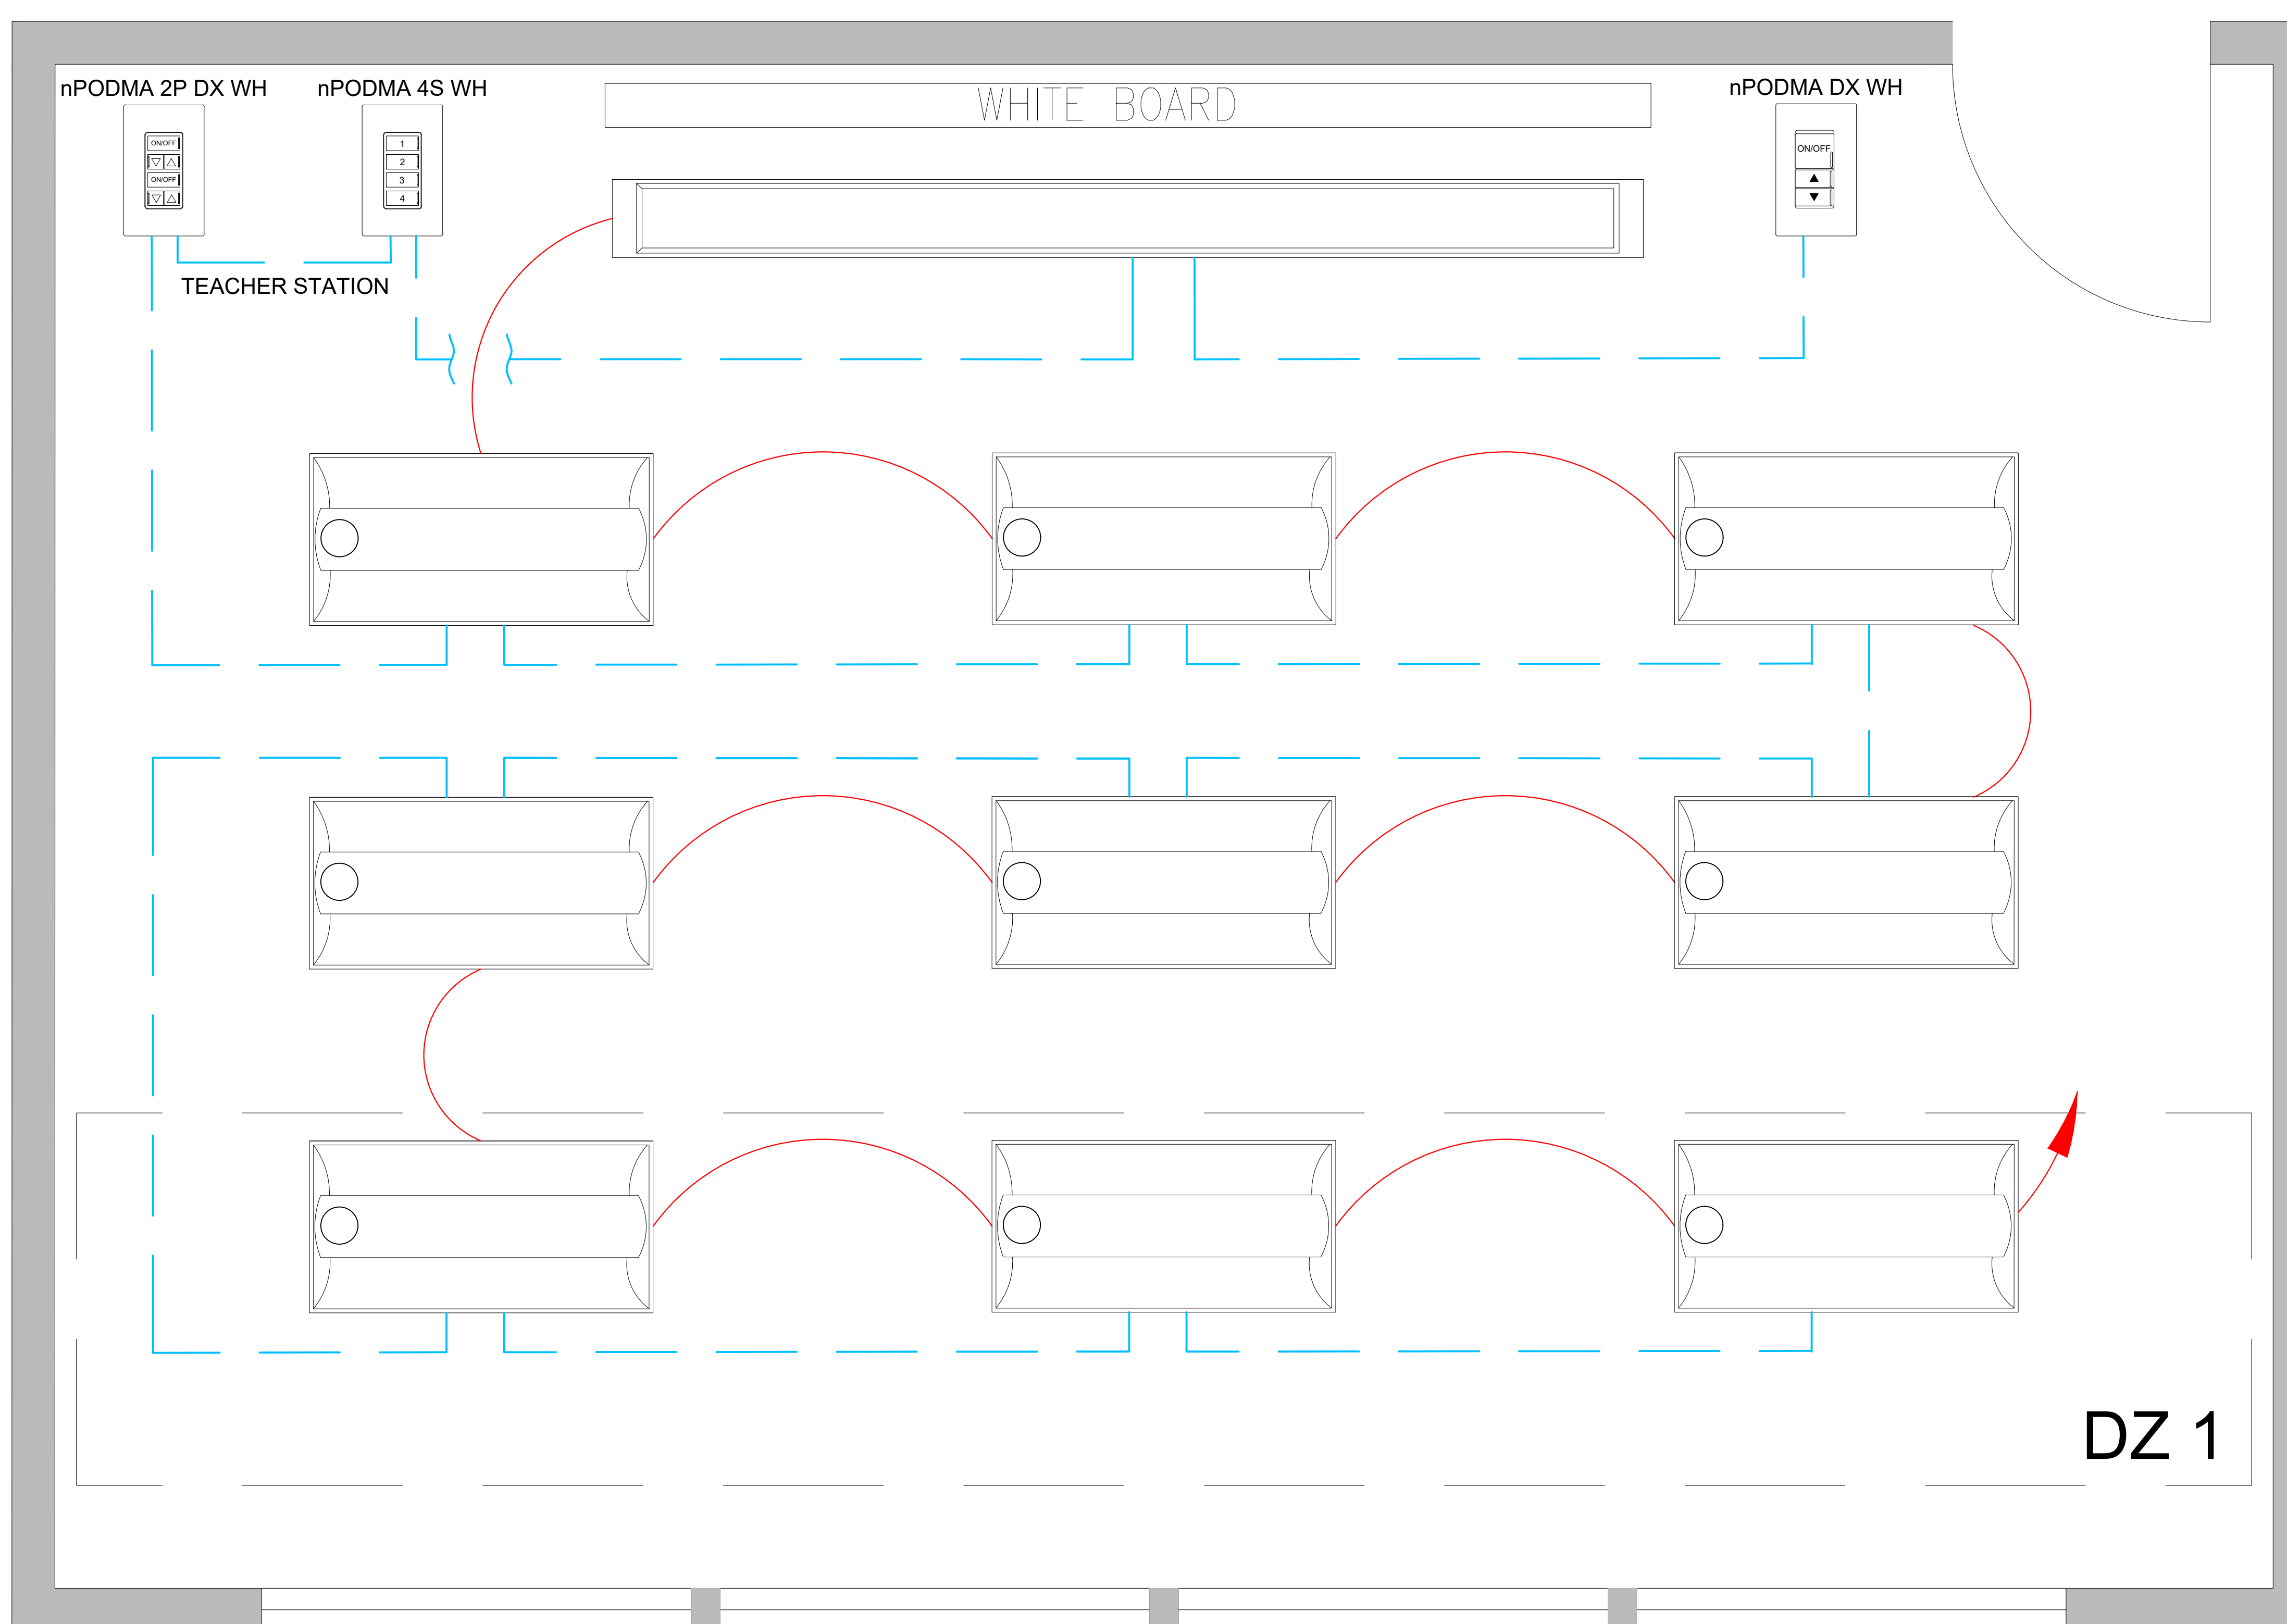 nPODMA 2P DX WH
nPODMA 4S WH
WHITE BOARD
nPODMA DX WH
ON/OFF
ON/OFF
1
2
3
4
ON/OFF
TEACHER STATION
DZ 1